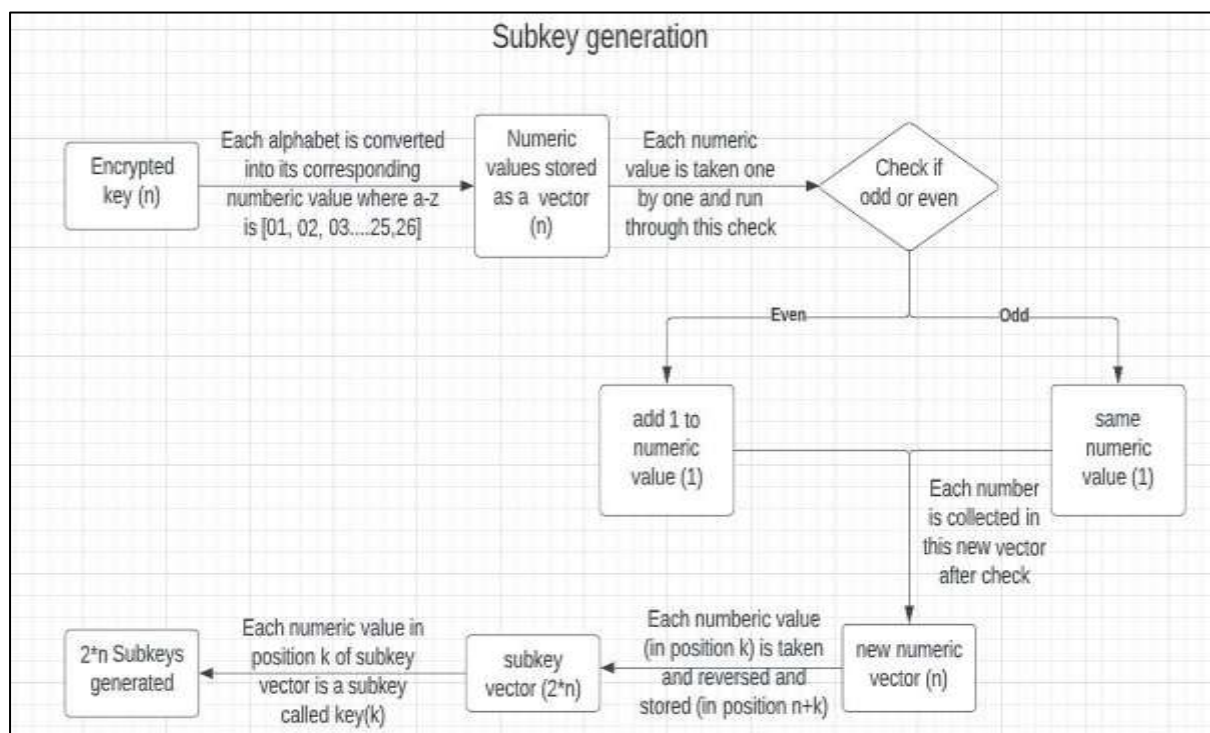 Subkey generation
Encrypted
key (n)
Each alphabet is converted
into its corresponding
numberic value where a-z
is [01, 02, 03....25,26]
Numeric
values stored
as a vector
(n)
Each numeric
value is taken one
by one and run
through this check
Check if
odd or even
Even
Odd
add 1 to
numeric
value (1)
same
numeric
value (1)
Each number
is collected in
this new vector
after check
new numeric
vector (n)
Each numberic value
(in position k) is taken
and reversed and
stored (in position n+k)
subkey
vector (2*n)
Each numeric value in
position k of subkey
vector is a subkey
called key(k)
2*n Subkeys
generated